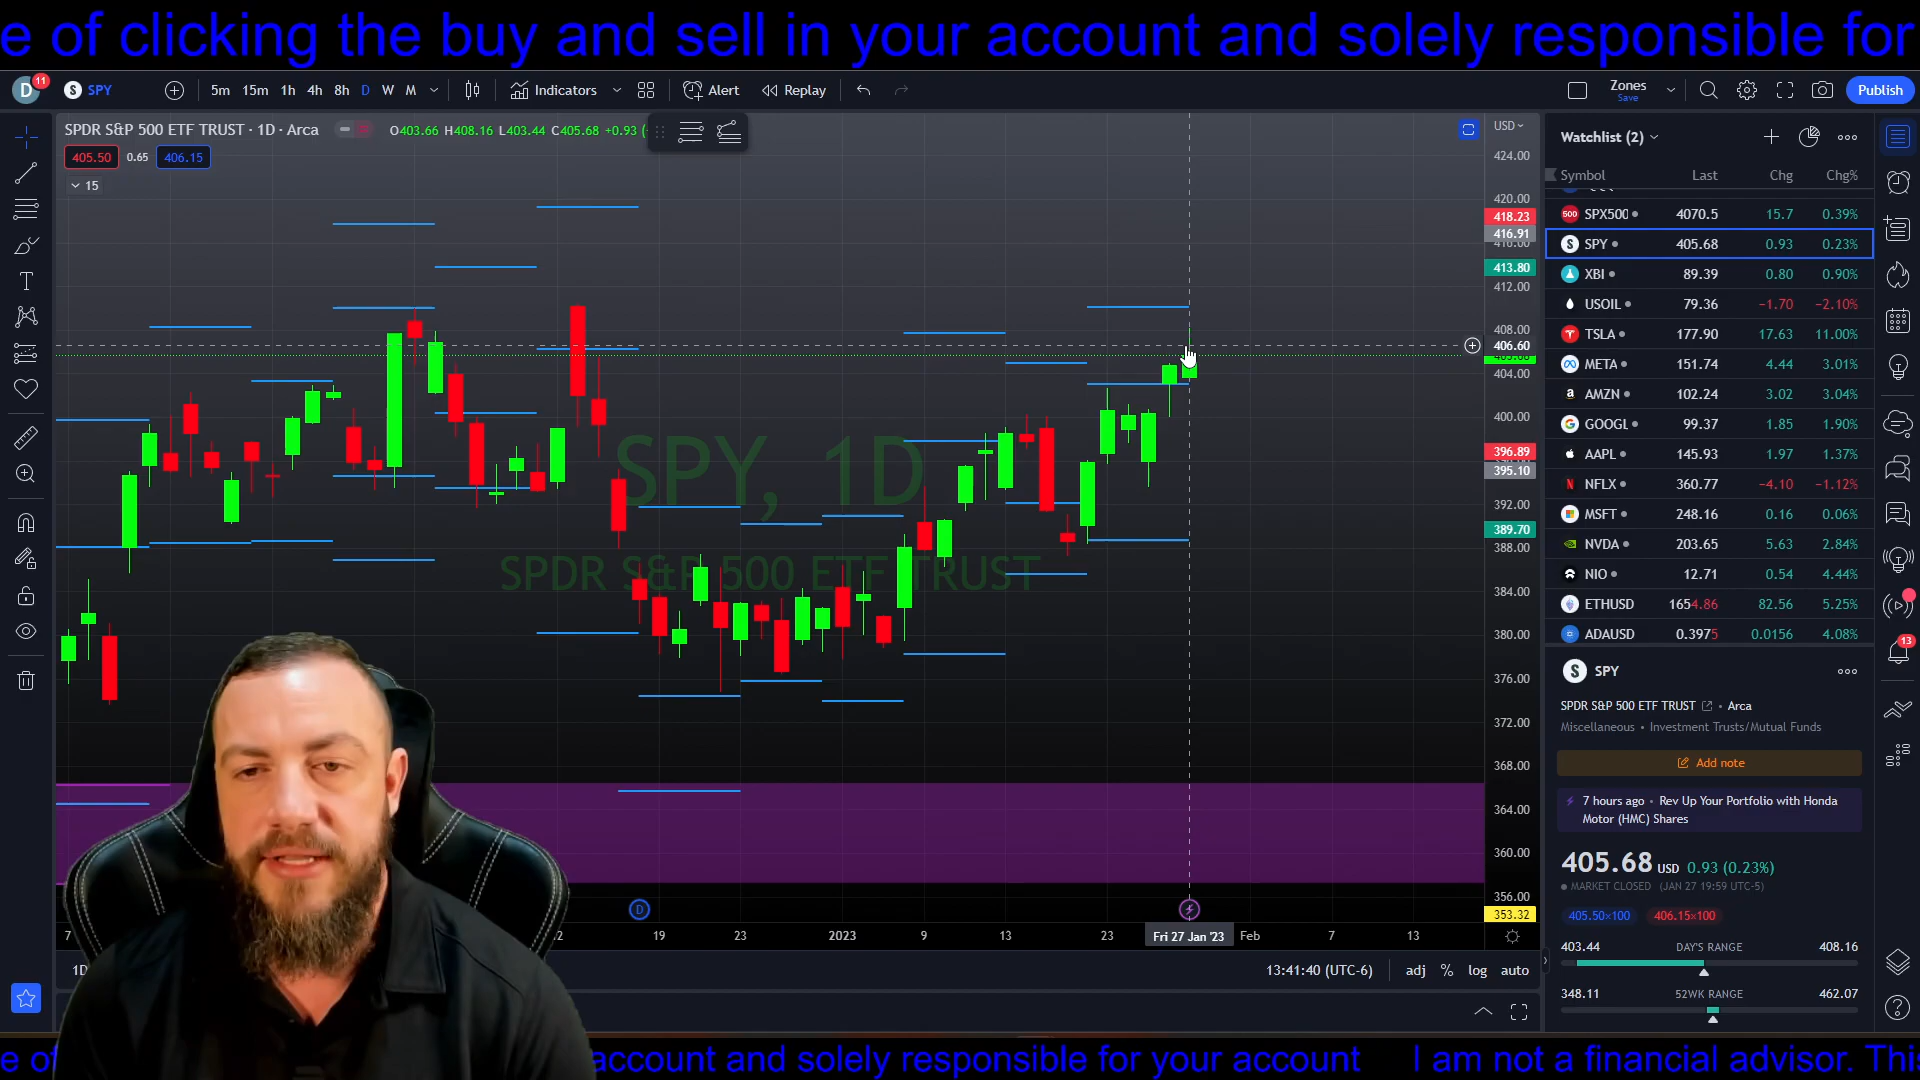 e of clicking the buy and sell in your account and solely responsible for
D 11 SPY 5m 15m 1h 4h 8h D W M Indicators Alert Replay Zones Save Publish
SPDR S&P 500 ETF TRUST · 1D · Arca O403.66 H408.16 L403.44 C405.68 +0.93 (
405.50 0.65 406.15
15
USD
424.00
420.00
418.23
416.91
416.00
413.80
412.00
408.00
406.60
404.00
400.00
396.89
395.10
392.00
389.70
388.00
384.00
380.00
376.00
372.00
368.00
364.00
360.00
356.00
353.32
SPY, 1D
SPDR S&P 500 ETF TRUST
D
7 2 19 23 2023 9 13 23 Fri 27 Jan '23 Feb 7 13
1D 13:41:40 (UTC-6) adj % log auto
Watchlist (2)
Symbol Last Chg Chg%
500 SPX500 4070.5 15.7 0.39%
S SPY 405.68 0.93 0.23%
XBI 89.39 0.80 0.90%
USOIL 79.36 −1.70 −2.10%
TSLA 177.90 17.63 11.00%
META 151.74 4.44 3.01%
a AMZN 102.24 3.02 3.04%
G GOOGL 99.37 1.85 1.90%
AAPL 145.93 1.97 1.37%
N NFLX 360.77 −4.10 −1.12%
MSFT 248.16 0.16 0.06%
NVDA 203.65 5.63 2.84%
NIO 12.71 0.54 4.44%
ETHUSD 1654.86 82.56 5.25%
ADAUSD 0.3975 0.0156 4.08%
S SPY
SPDR S&P 500 ETF TRUST • Arca
Miscellaneous • Investment Trusts/Mutual Funds
Add note
7 hours ago • Rev Up Your Portfolio with Honda
Motor (HMC) Shares
405.68 USD 0.93 (0.23%)
MARKET CLOSED (JAN 27 19:59 UTC-5)
405.50×100 406.15×100
403.44 DAY'S RANGE 408.16
348.11 52WK RANGE 462.07
13
e of account and solely responsible for your account I am not a financial advisor. This